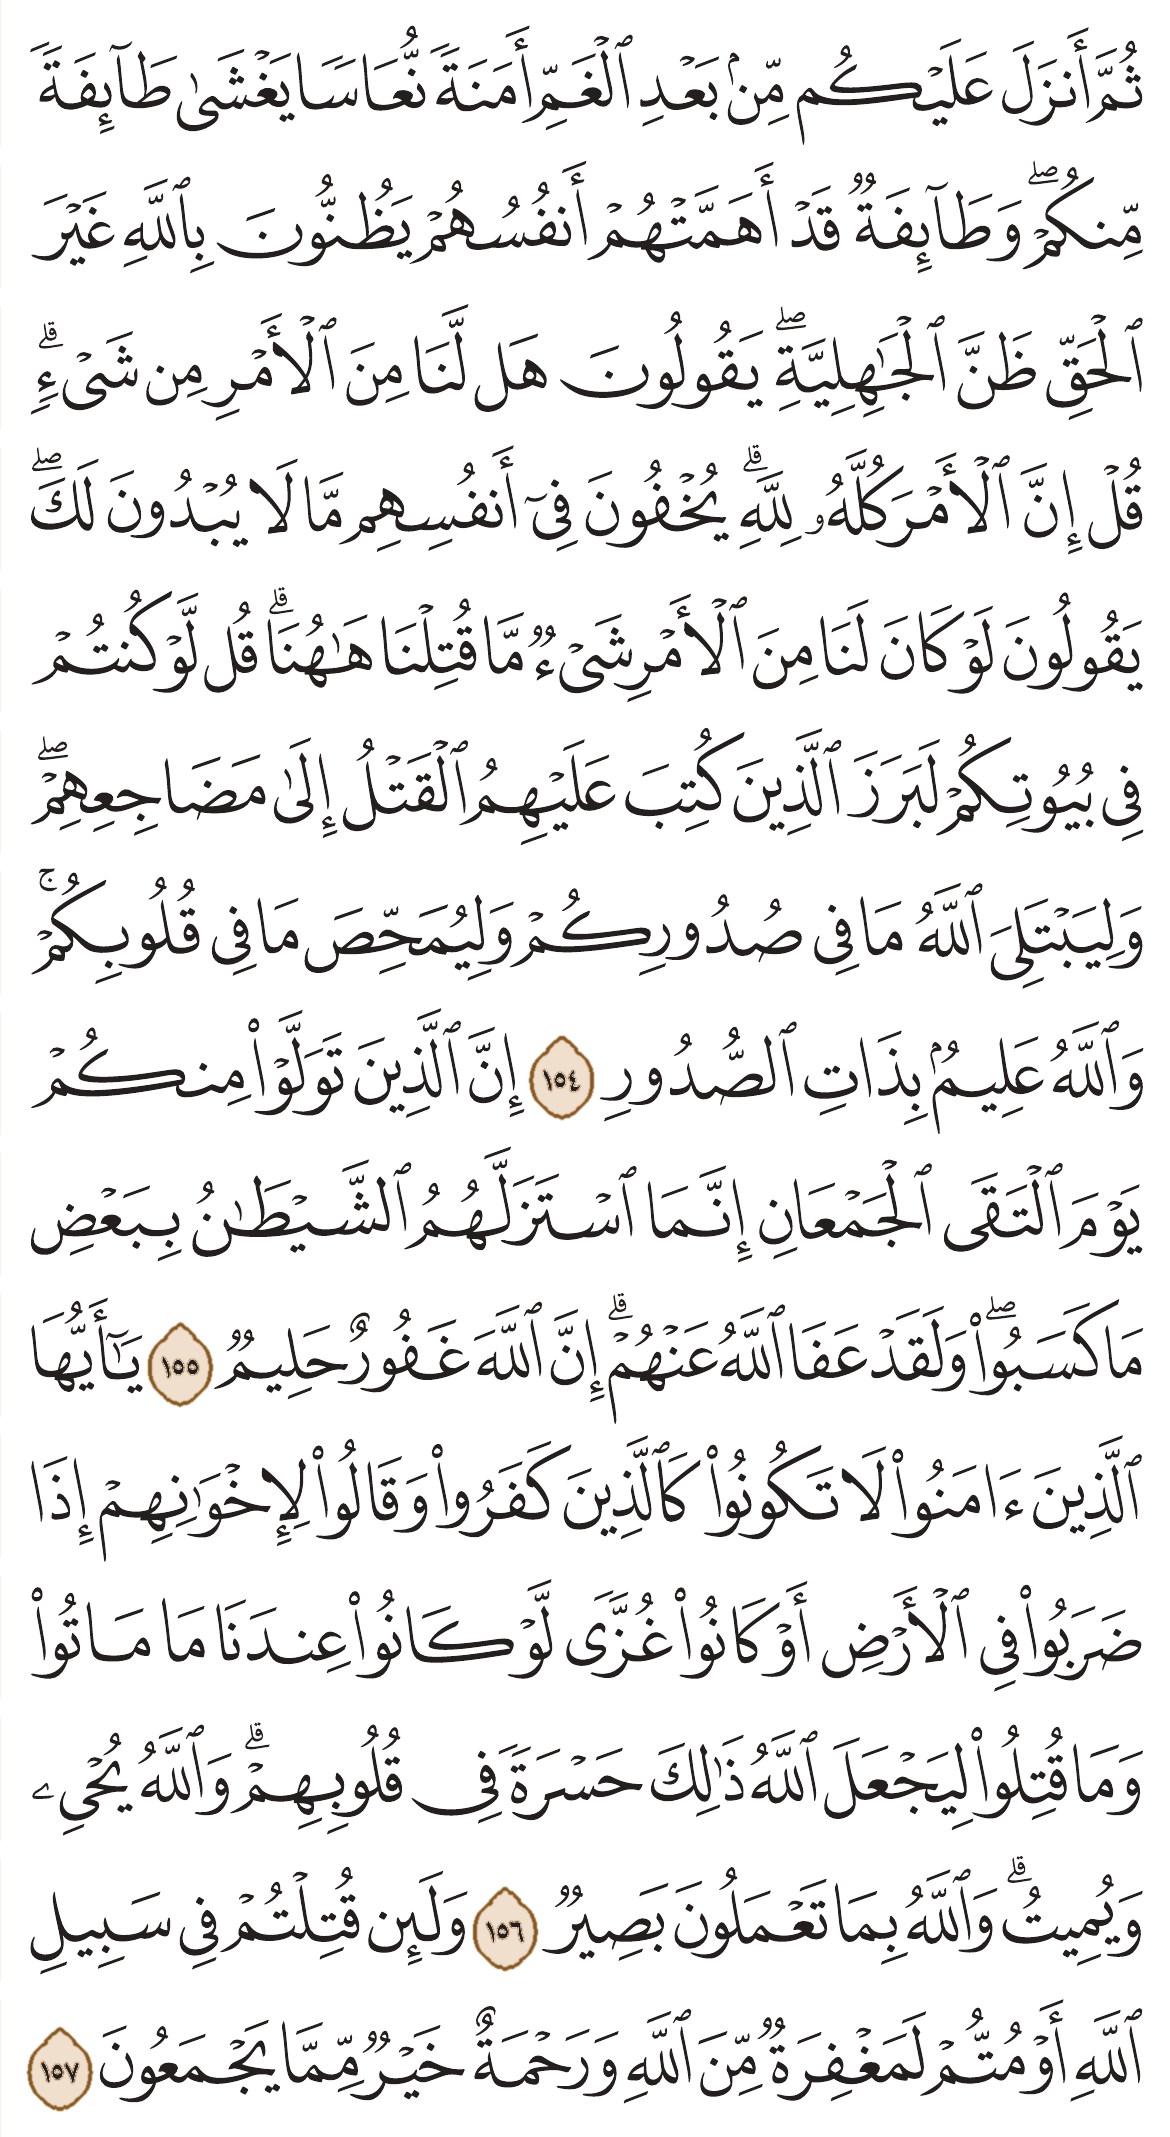 ثُمَّ أَنزَلَ عَلَيْكُم مِّنۢ بَعْدِ ٱلْغَمِّ أَمَنَةً نُّعَاسًا يَغْشَىٰ طَآئِفَةً
مِّنكُمْۖ وَطَآئِفَةٌ قَدْ أَهَمَّتْهُمْ أَنفُسُهُمْ يَظُنُّونَ بِٱللَّهِ غَيْرَ
ٱلْحَقِّ ظَنَّ ٱلْجَٰهِلِيَّةِۖ يَقُولُونَ هَل لَّنَا مِنَ ٱلْأَمْرِ مِن شَىْءٍۗ
قُلْ إِنَّ ٱلْأَمْرَ كُلَّهُۥ لِلَّهِۗ يُخْفُونَ فِىٓ أَنفُسِهِم مَّا لَا يُبْدُونَ لَكَۖ
يَقُولُونَ لَوْ كَانَ لَنَا مِنَ ٱلْأَمْرِ شَىْءٌ مَّا قُتِلْنَا هَٰهُنَاۗ قُل لَّوْ كُنتُمْ
فِى بُيُوتِكُمْ لَبَرَزَ ٱلَّذِينَ كُتِبَ عَلَيْهِمُ ٱلْقَتْلُ إِلَىٰ مَضَاجِعِهِمْۖ
وَلِيَبْتَلِىَ ٱللَّهُ مَا فِى صُدُورِكُمْ وَلِيُمَحِّصَ مَا فِى قُلُوبِكُمْۚ
وَٱللَّهُ عَلِيمٌۢ بِذَاتِ ٱلصُّدُورِ ١٥٤ إِنَّ ٱلَّذِينَ تَوَلَّوْا۟ مِنكُمْ
يَوْمَ ٱلْتَقَى ٱلْجَمْعَانِ إِنَّمَا ٱسْتَزَلَّهُمُ ٱلشَّيْطَٰنُ بِبَعْضِ
مَا كَسَبُوا۟ۖ وَلَقَدْ عَفَا ٱللَّهُ عَنْهُمْۗ إِنَّ ٱللَّهَ غَفُورٌ حَلِيمٌ ١٥٥ يَٰٓأَيُّهَا
ٱلَّذِينَ ءَامَنُوا۟ لَا تَكُونُوا۟ كَٱلَّذِينَ كَفَرُوا۟ وَقَالُوا۟ لِإِخْوَٰنِهِمْ إِذَا
ضَرَبُوا۟ فِى ٱلْأَرْضِ أَوْ كَانُوا۟ غُزًّى لَّوْ كَانُوا۟ عِندَنَا مَا مَاتُوا۟
وَمَا قُتِلُوا۟ لِيَجْعَلَ ٱللَّهُ ذَٰلِكَ حَسْرَةً فِى قُلُوبِهِمْۗ وَٱللَّهُ يُحْىِۦ
وَيُمِيتُۗ وَٱللَّهُ بِمَا تَعْمَلُونَ بَصِيرٌ ١٥٦ وَلَئِن قُتِلْتُمْ فِى سَبِيلِ
ٱللَّهِ أَوْ مُتُّمْ لَمَغْفِرَةٌ مِّنَ ٱللَّهِ وَرَحْمَةٌ خَيْرٌ مِّمَّا يَجْمَعُونَ ١٥٧